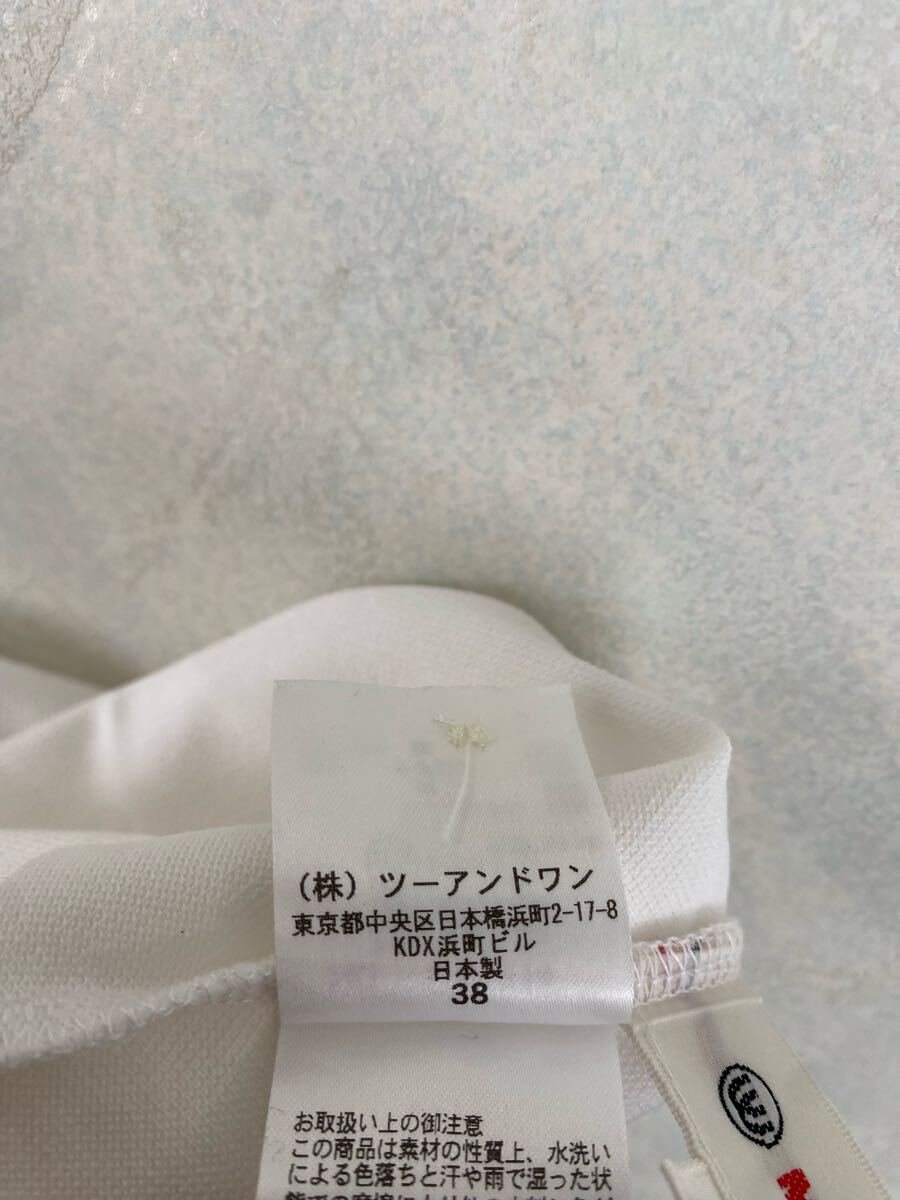 (株) ツーアンドワン
東京都中央区日本橋浜町2-17-8
KDX浜町ビル
日本製
38
お取扱い上の御注意
この商品は素材の性質上、水洗い
による色落ちと汗や雨で湿った状